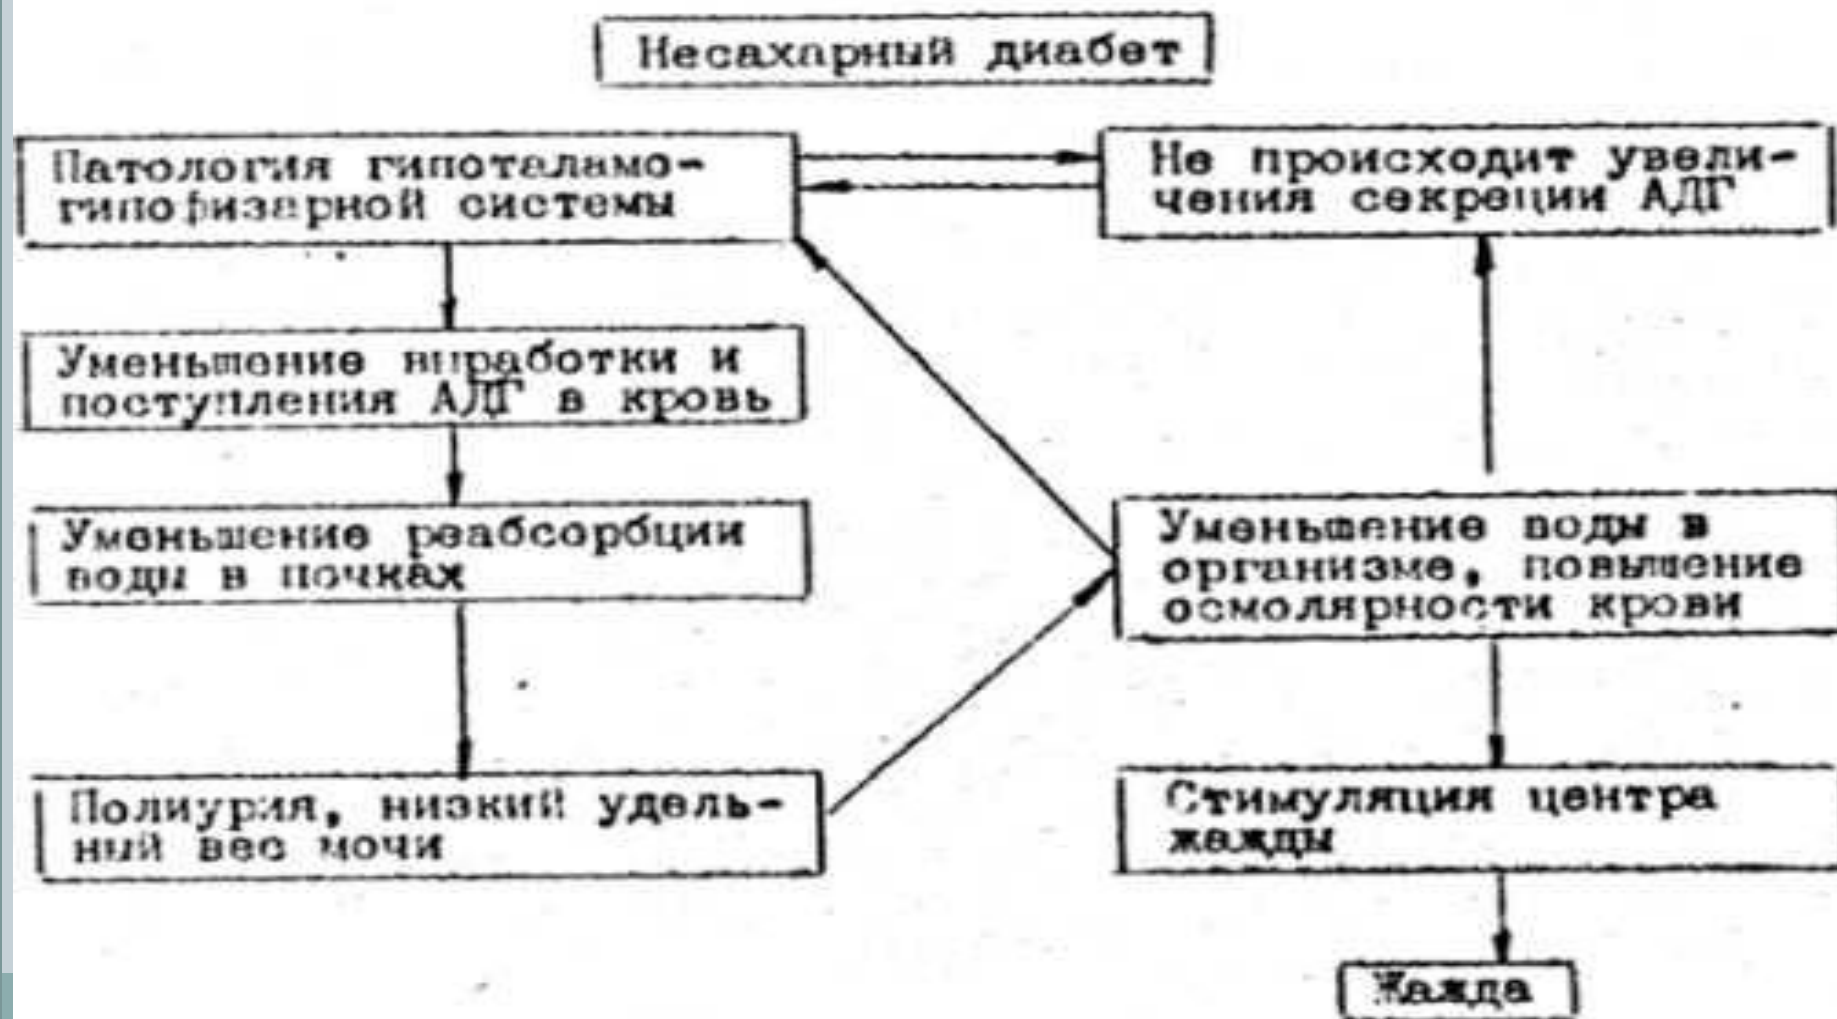 Несахарный диабет
Патология гипоталамо-
гипофизарной системы
Не происходит увели-
чения секреции АДГ
Уменьшение выработки и
поступления АДГ в кровь
Уменьшение реабсорбции
воды в почках
Уменьшение воды в
организме, повышение
осмолярности крови
Полиурия, низкий удель-
ный вес мочи
Стимуляция центра
жажды
Жажда